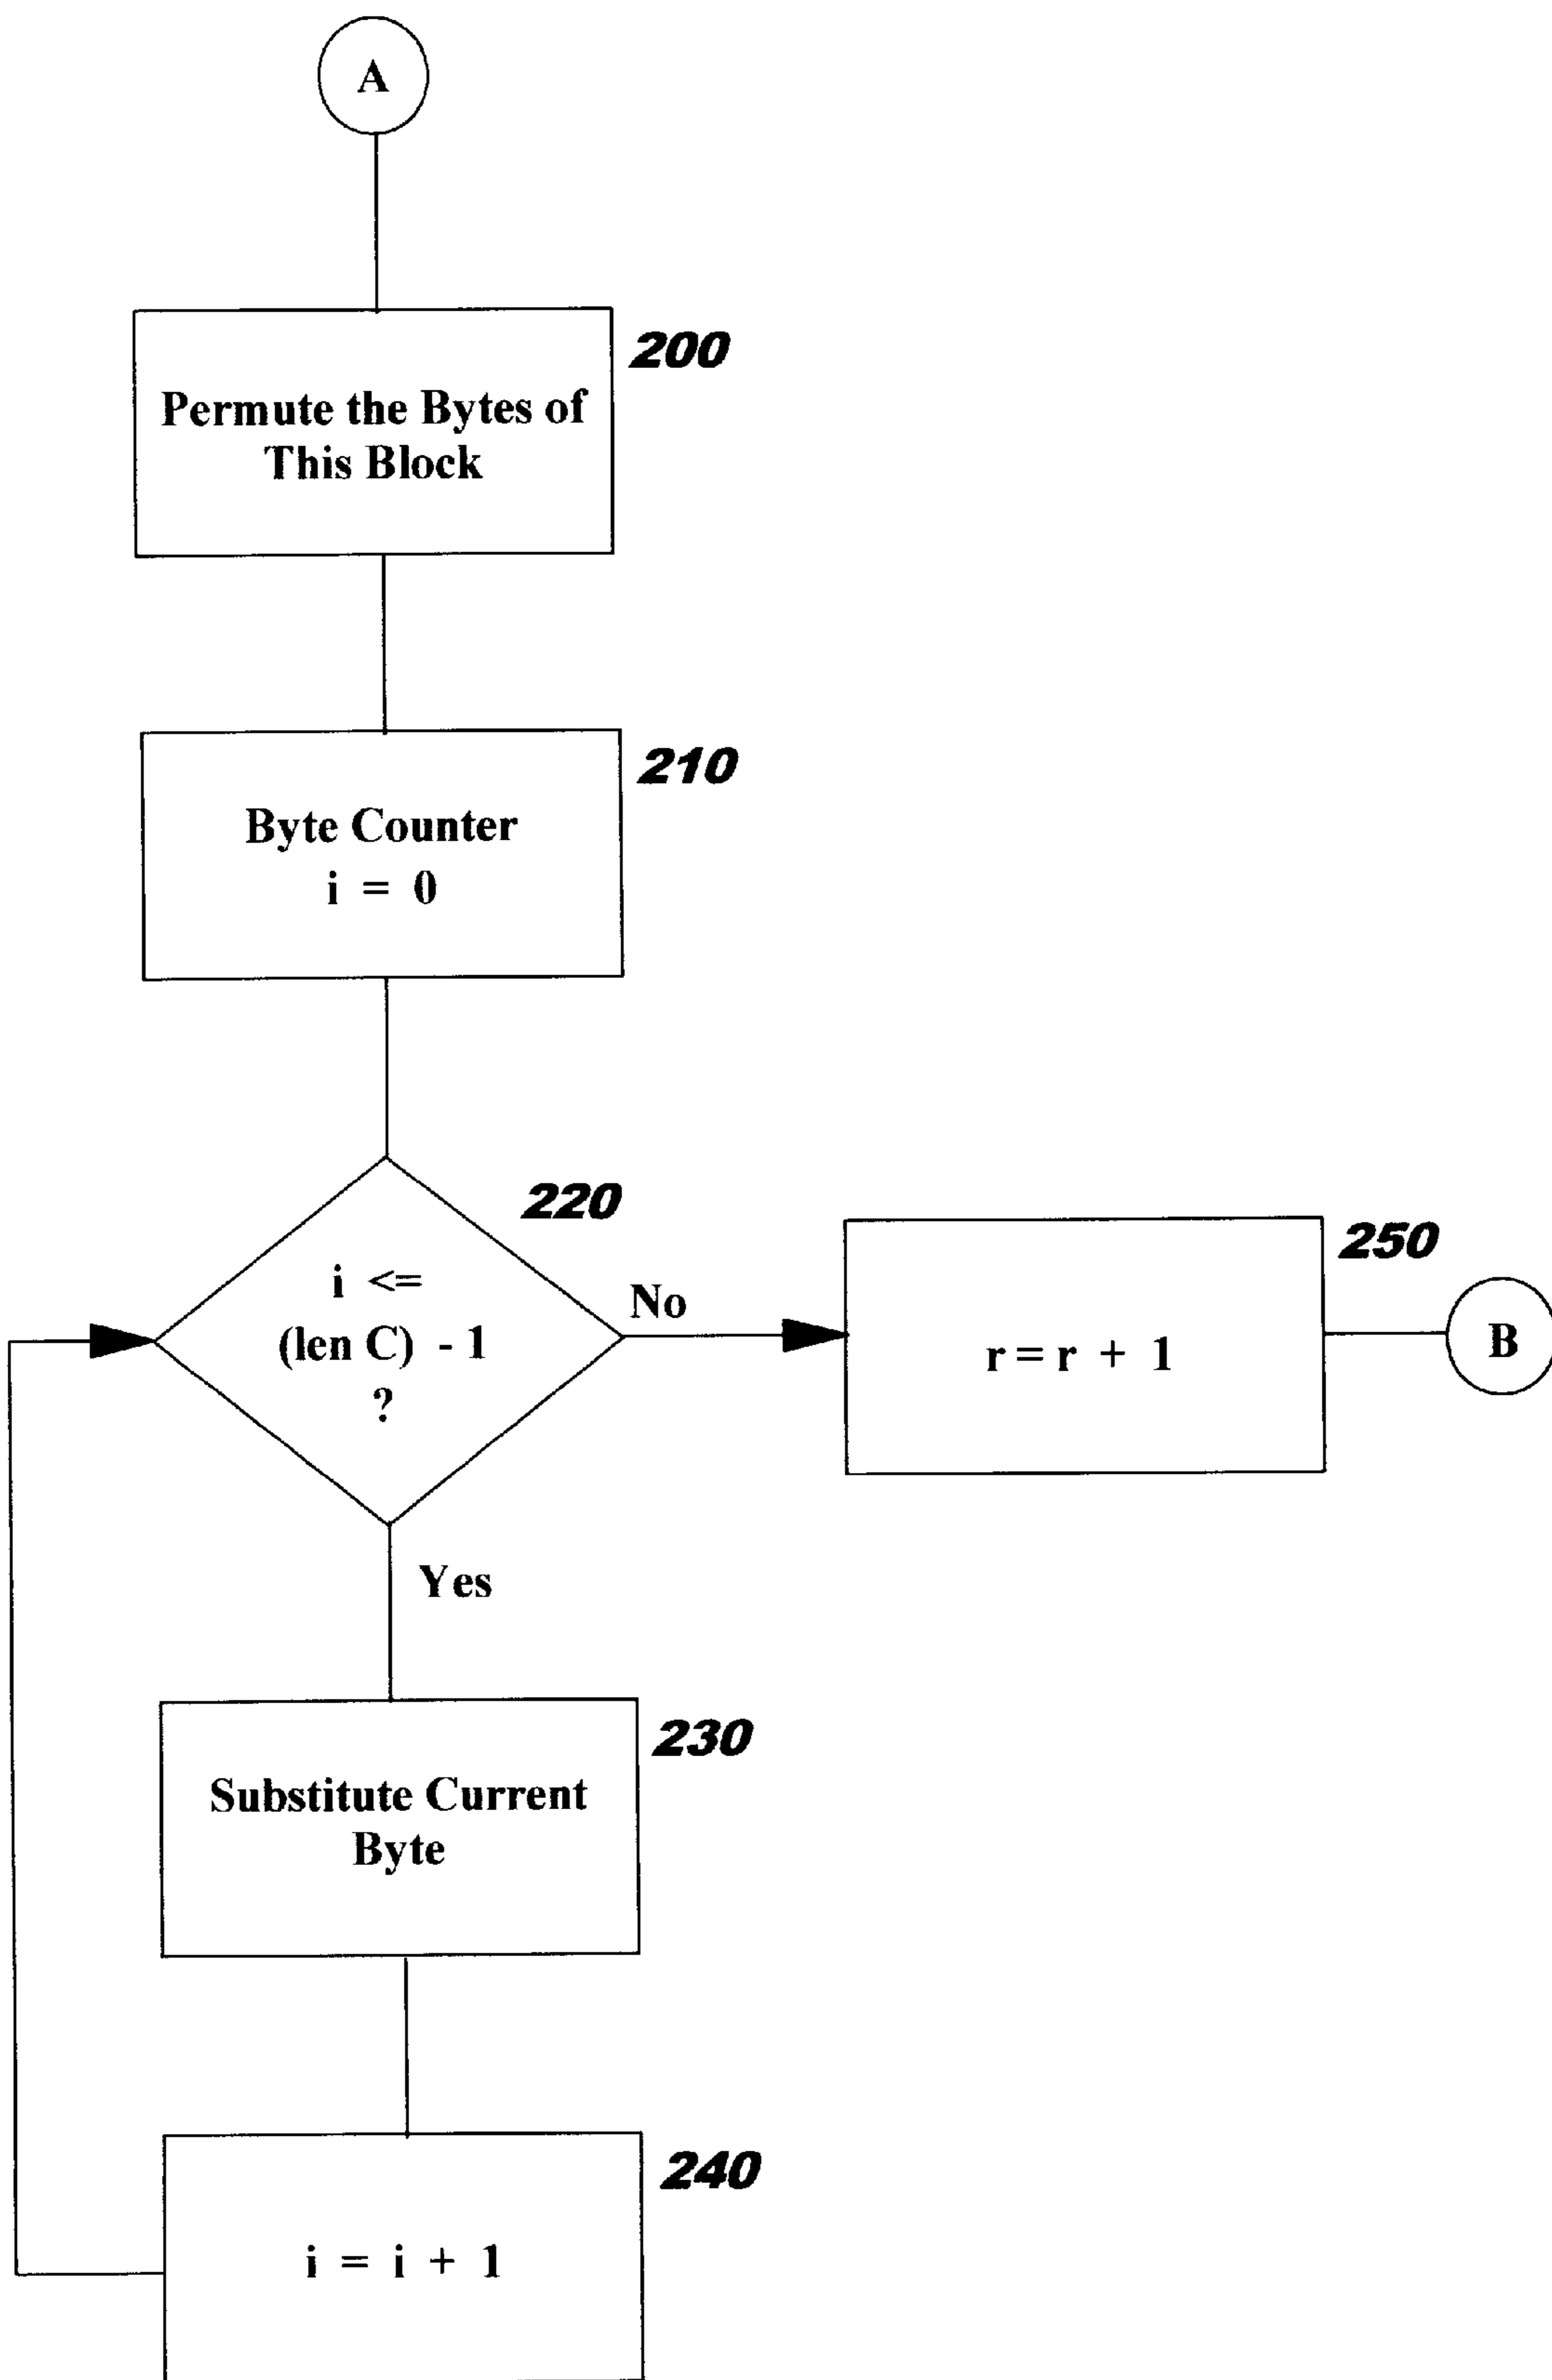 A
200
Permute the Bytes of
This Block
210
Byte Counter
i = 0
220
i <=
(len C) - 1
?
No
250
r = r + 1
B
Yes
230
Substitute Current
Byte
240
i = i + 1